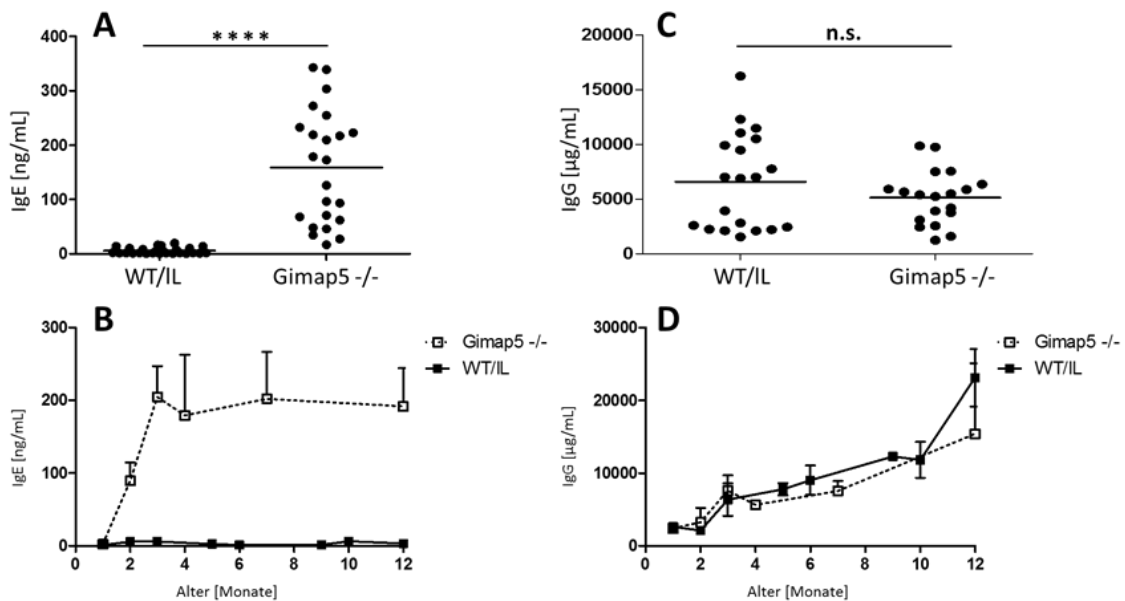 A
****
400
300
200
100
0
IgE [ng/mL]
WT/IL
Gimap5 -/-
C
n.s.
20000
15000
10000
5000
0
IgG [µg/mL]
WT/IL
Gimap5 -/-
B
300
200
100
0
IgE [ng/mL]
0 2 4 6 8 10 12
Alter [Monate]
Gimap5 -/-
WT/IL
D
30000
20000
10000
0
IgG [µg/mL]
0 2 4 6 8 10 12
Alter [Monate]
Gimap5 -/-
WT/IL